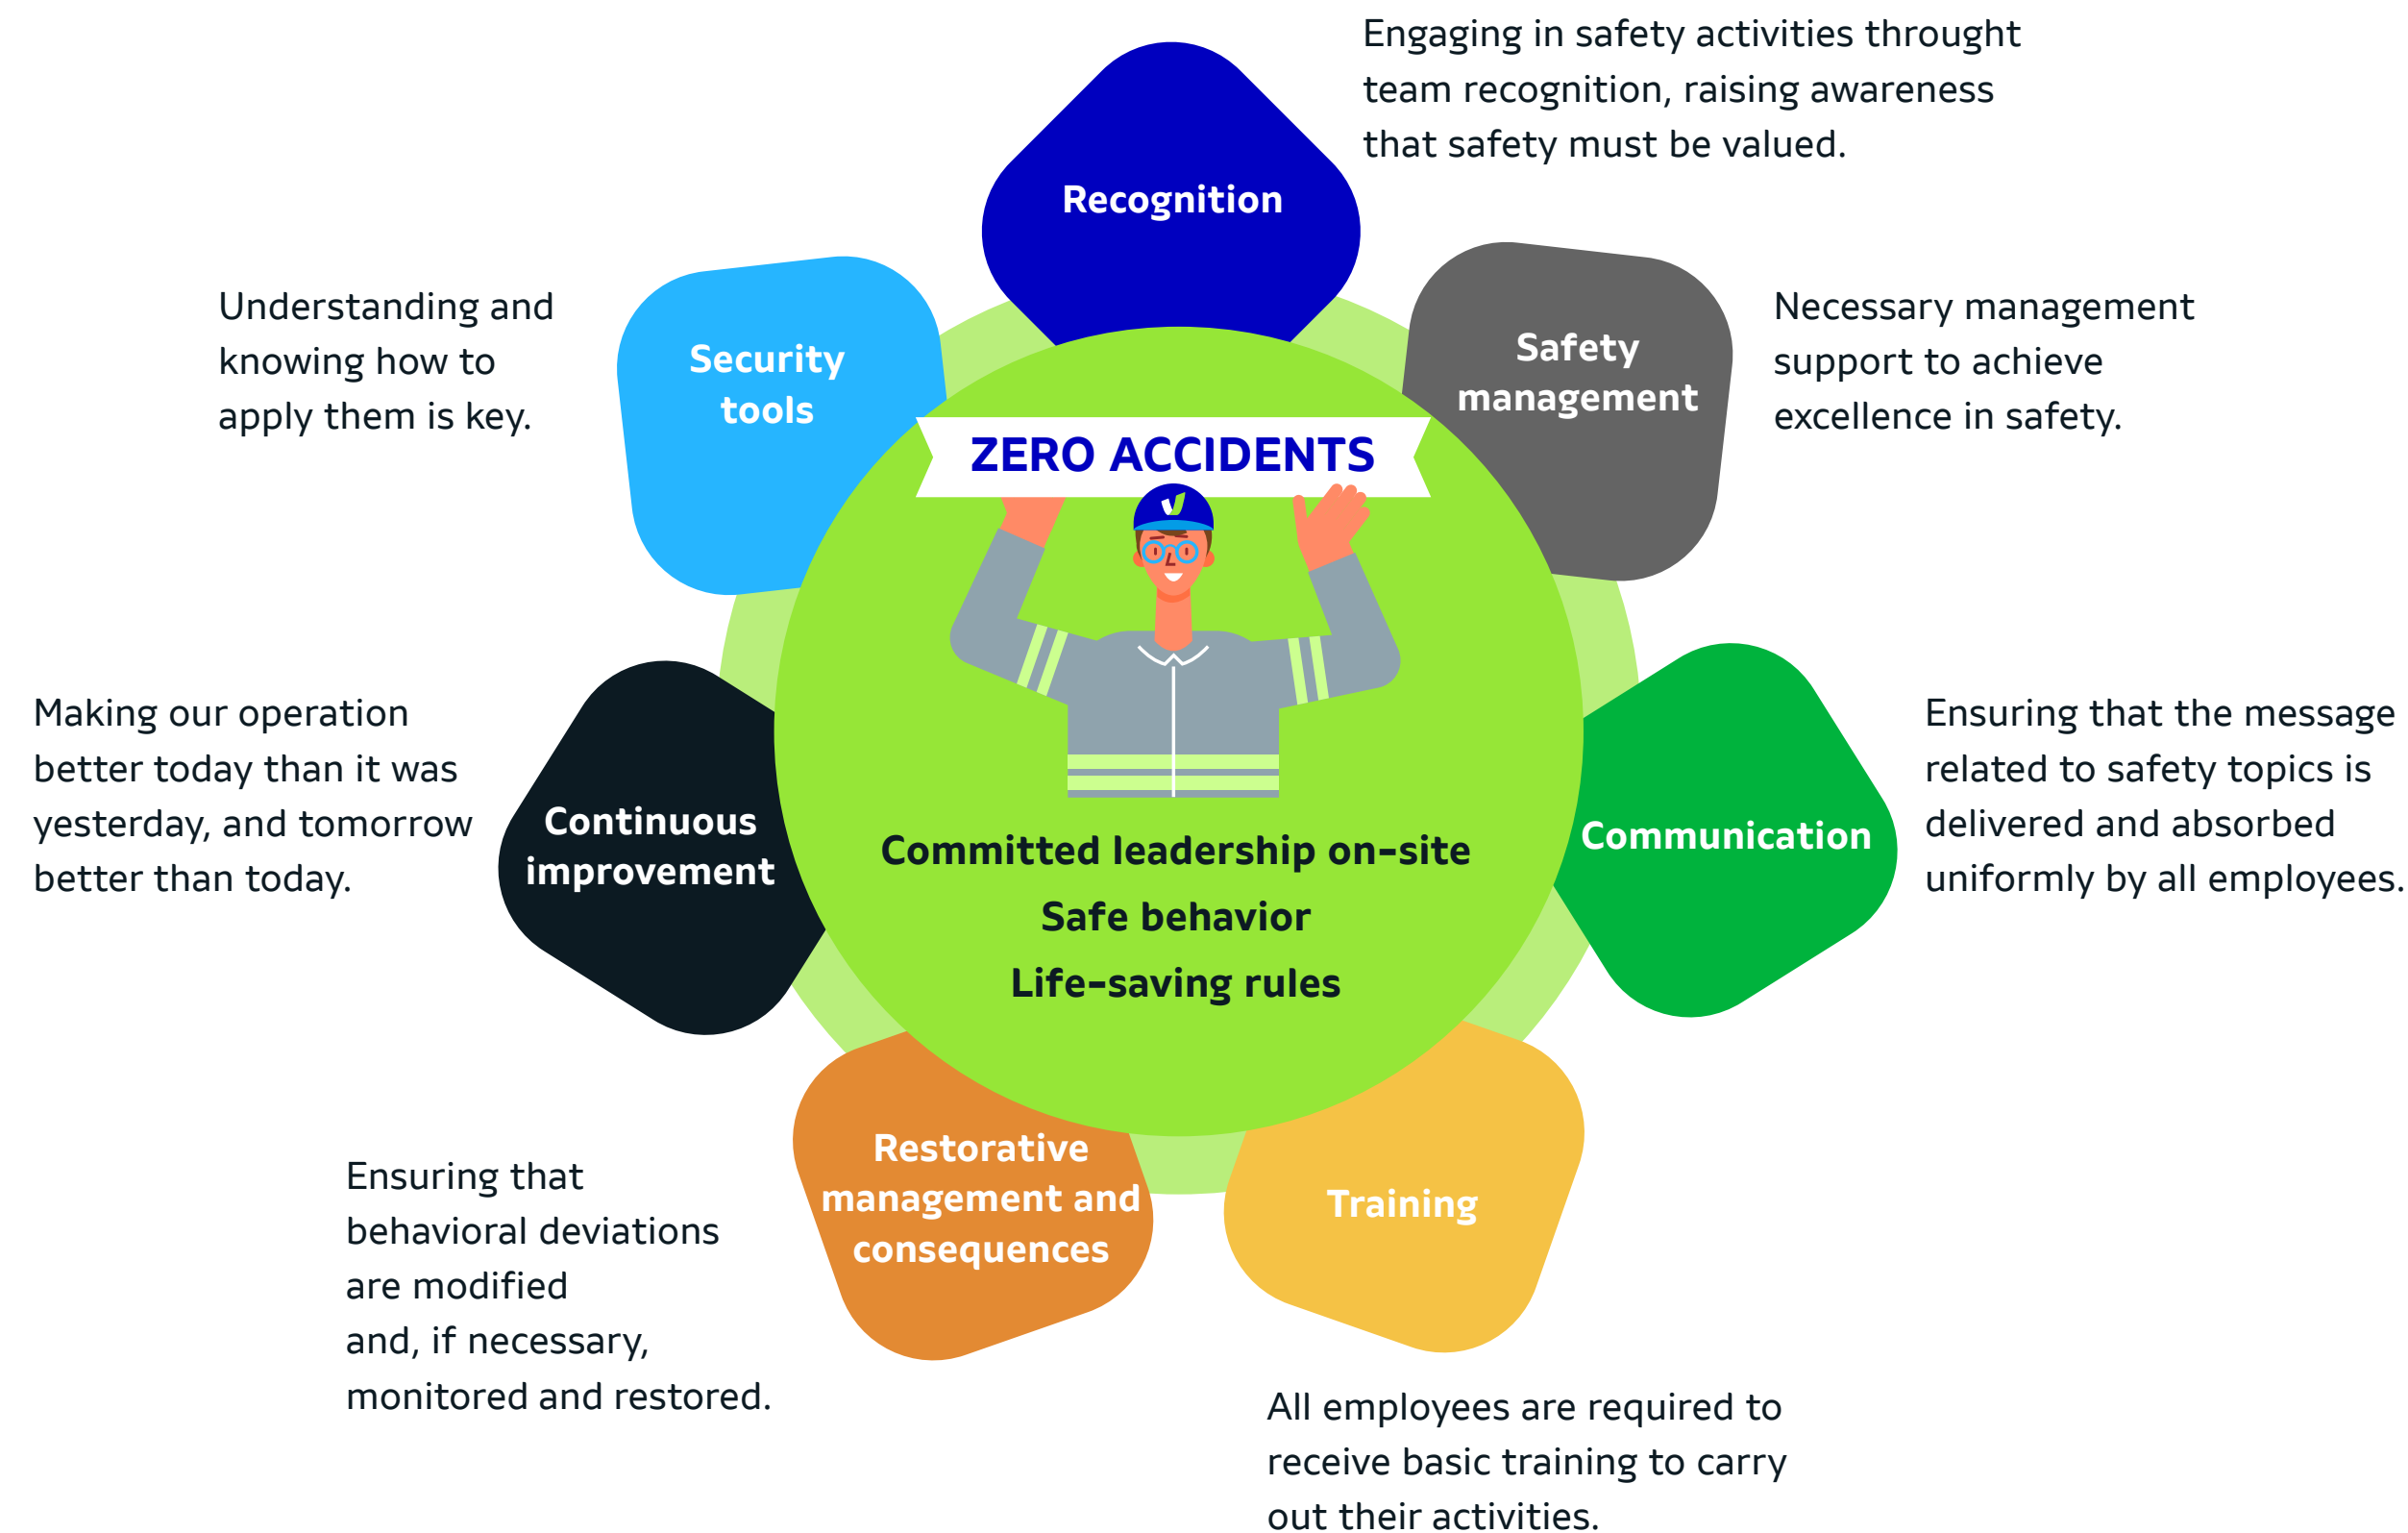 Recognition
Engaging in safety activities throught
team recognition, raising awareness
that safety must be valued.
Safety
management
Necessary management
support to achieve
excellence in safety.
Communication
Ensuring that the message
related to safety topics is
delivered and absorbed
uniformly by all employees.
Training
All employees are required to
receive basic training to carry
out their activities.
Restorative
management and
consequences
Ensuring that
behavioral deviations
are modified
and, if necessary,
monitored and restored.
Continuous
improvement
Making our operation
better today than it was
yesterday, and tomorrow
better than today.
Security
tools
Understanding and
knowing how to
apply them is key.
ZERO ACCIDENTS
Committed leadership on-site
Safe behavior
Life-saving rules